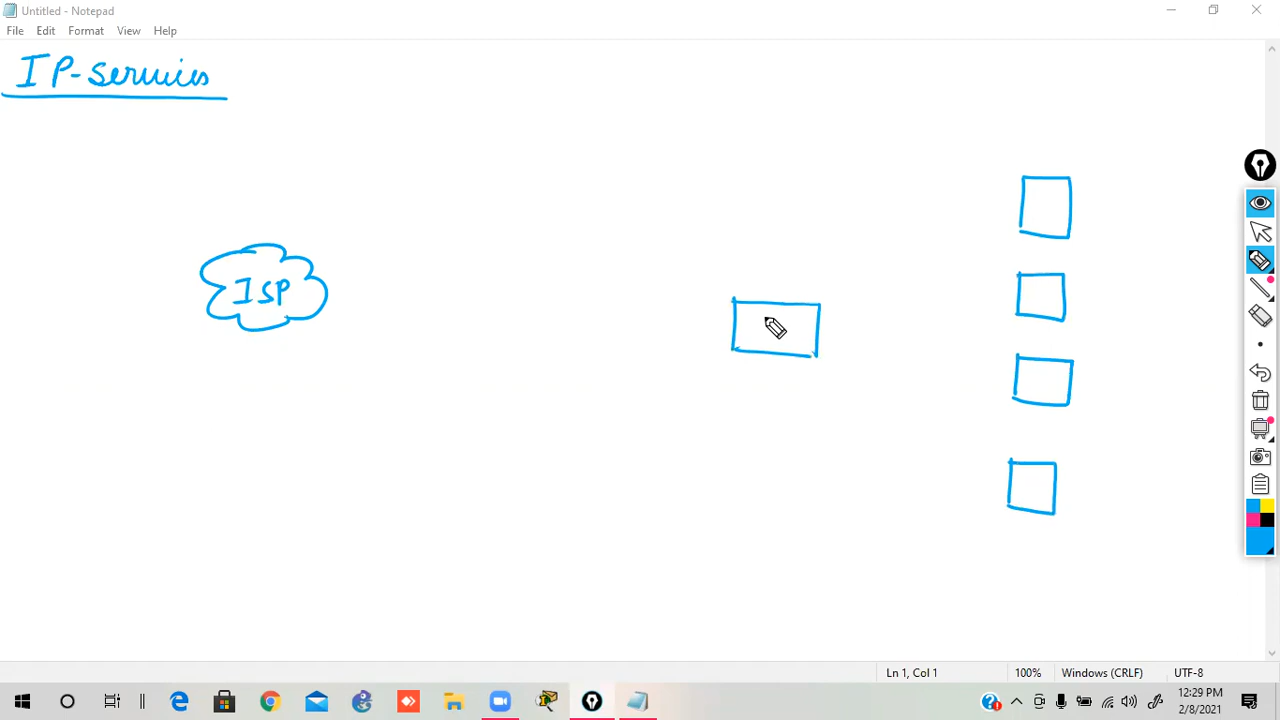 Untitled - Notepad
File Edit Format View Help
IP-services
ISP
Ln 1, Col 1 100% Windows (CRLF) UTF-8
12:29 PM
2/8/2021